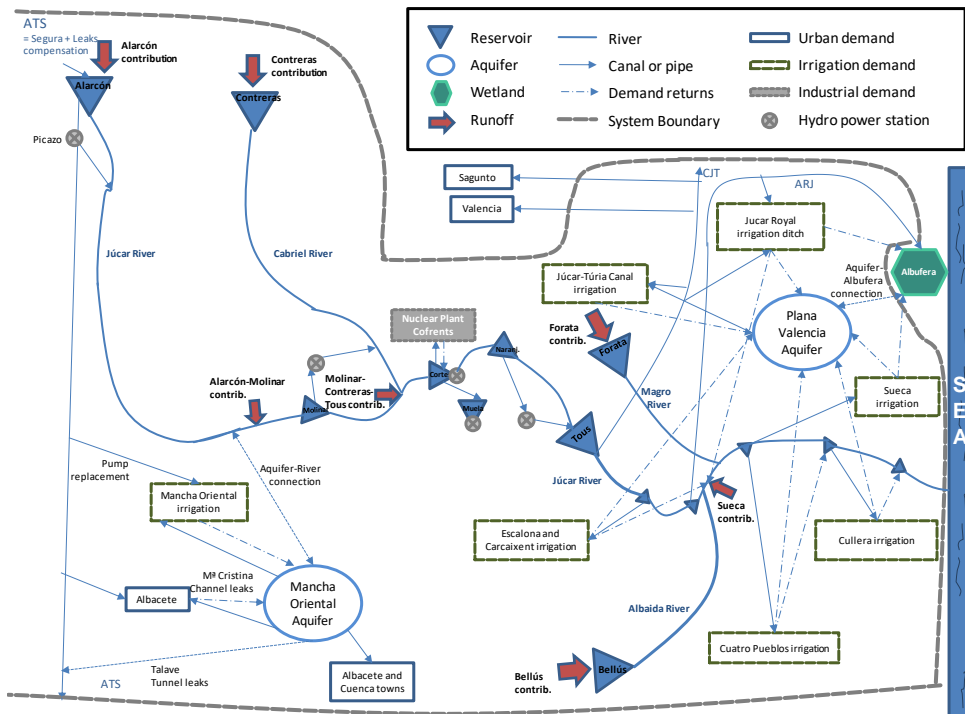 ATS
= Segura + Leaks
compensation
Alarcón
contribution
Alarcón
Contreras
contribution
Contreras
Picazo
Reservoir
River
Urban demand
Aquifer
Canal or pipe
Irrigation demand
Wetland
Demand returns
Industrial demand
Runoff
System Boundary
Hydro power station
Sagunto
CJT
ARJ
Valencia
Jucar Royal
irrigation ditch
Júcar River
Cabriel River
Júcar-Túria Canal
irrigation
Aquifer-
Albufera
connection
Albufera
Nuclear Plant
Cofrents
Forata
contrib.
Forata
Plana
Valencia
Aquifer
Naranj.
Corte
Muela
Molinar
Alarcón-Molinar
contrib.
Molinar-
Contreras-
Tous contrib.
Magro
River
Sueca
irrigation
S
E
A
Tous
Pump
replacement
Aquifer-River
connection
Júcar River
Mancha Oriental
irrigation
Sueca
contrib.
Escalona and
Carcaixent irrigation
Cullera irrigation
Mª Cristina
Channel leaks
Albacete
Mancha
Oriental
Aquifer
Albaida River
Cuatro Pueblos irrigation
Talave
Tunnel leaks
ATS
Albacete and
Cuenca towns
Bellús
contrib.
Bellús